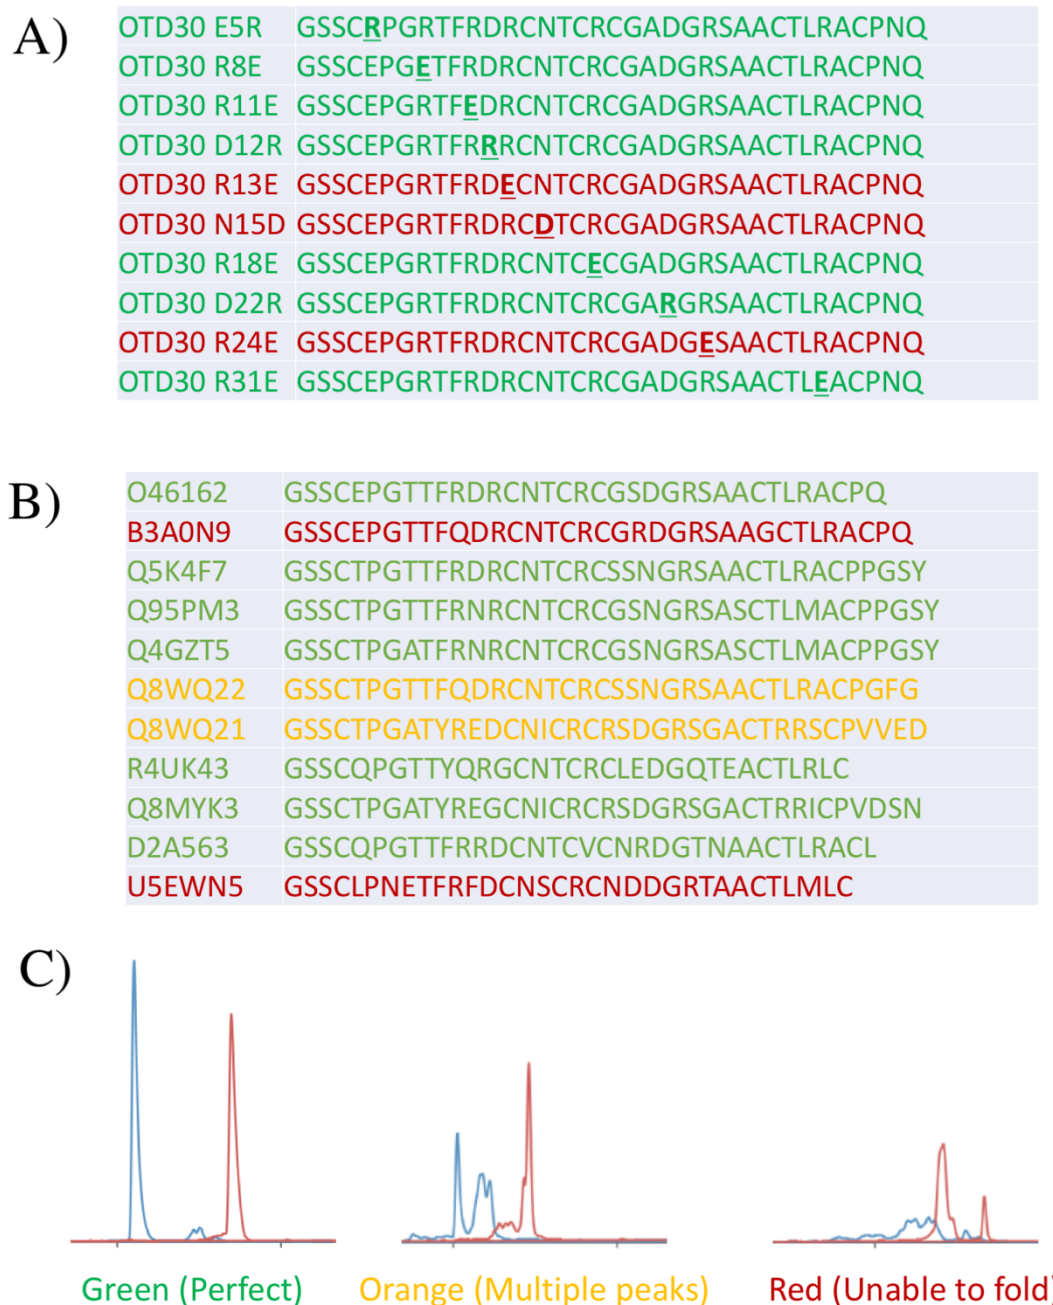 A)
OTD30 E5R GSSCRPGRTFRDRCNTCRCGADGRSAACTLRACPNQ
OTD30 R8E GSSCEPGETFRDRCNTCRCGADGRSAACTLRACPNQ
OTD30 R11E GSSCEPGRTFEDRCNTCRCGADGRSAACTLRACPNQ
OTD30 D12R GSSCEPGRTFRRRCNTCRCGADGRSAACTLRACPNQ
OTD30 R13E GSSCEPGRTFRDECNTCRCGADGRSAACTLRACPNQ
OTD30 N15D GSSCEPGRTFRDRCDTCRCGADGRSAACTLRACPNQ
OTD30 R18E GSSCEPGRTFRDRCNTCECGADGRSAACTLRACPNQ
OTD30 D22R GSSCEPGRTFRDRCNTCRCGARGRSAACTLRACPNQ
OTD30 R24E GSSCEPGRTFRDRCNTCRCGADGESAACTLRACPNQ
OTD30 R31E GSSCEPGRTFRDRCNTCRCGADGRSAACTLEACPNQ
B)
O46162 GSSCEPGTTFRDRCNTCRCGSDGRSAACTLRACPQ
B3A0N9 GSSCEPGTTFQDRCNTCRCGRDGRSAAGCTLRACPQ
Q5K4F7 GSSCTPGTTFRDRCNTCRCSSNGRSAACTLRACPPGSY
Q95PM3 GSSCTPGTTFRNRCNTCRCGSNGRSASCTLMACPPGSY
Q4GZT5 GSSCTPGATFRNRCNTCRCGSNGRSASCTLMACPPGSY
Q8WQ22 GSSCTPGTTFQDRCNTCRCSSNGRSAACTLRACPGFG
Q8WQ21 GSSCTPGATYREDCNICRCRSDGRSGACTRRSCPVVED
R4UK43 GSSCQPGTTYQRGCNTCRCLEDGQTEACTLRLC
Q8MYK3 GSSCTPGATYREGCNICRCRSDGRSGACTRRICPVDSN
D2A563 GSSCQPGTTFRRDCNTCVCNRDGTNAACTLRACL
U5EWN5 GSSCLPNETFRFDCNSCRCNDDGRTAACTLMLC
C)
Green (Perfect) Orange (Multiple peaks) Red (Unable to fold)